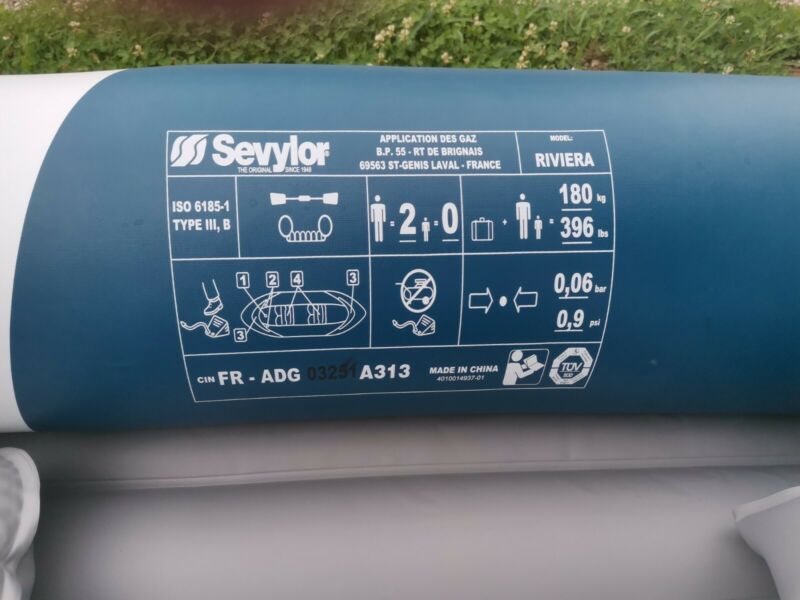 Sevylor
THE ORIGINAL SINCE 1948
APPLICATION DES GAZ
B.P. 55 - RT DE BRIGNAIS
69563 ST-GENIS LAVAL - FRANCE
MODEL:
RIVIERA
ISO 6185-1
TYPE III, B
= 2
= 0
+
= 180 kg
396 lbs
1
2
4
3
3
0,06 bar
0,9 psi
CIN FR - ADG 03251 A313
MADE IN CHINA
4010014937-01
i
TÜV
SÜD